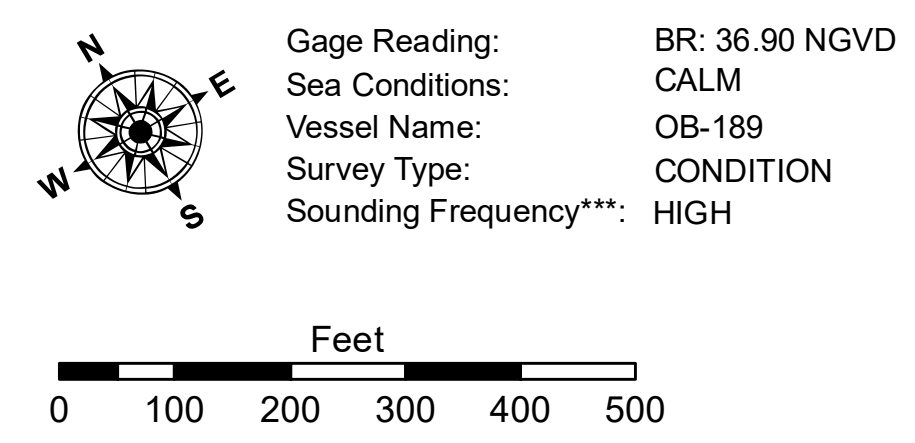 N
E
W
S
Gage Reading: BR: 36.90 NGVD
Sea Conditions: CALM
Vessel Name: OB-189
Survey Type: CONDITION
Sounding Frequency***: HIGH
Feet
0 100 200 300 400 500